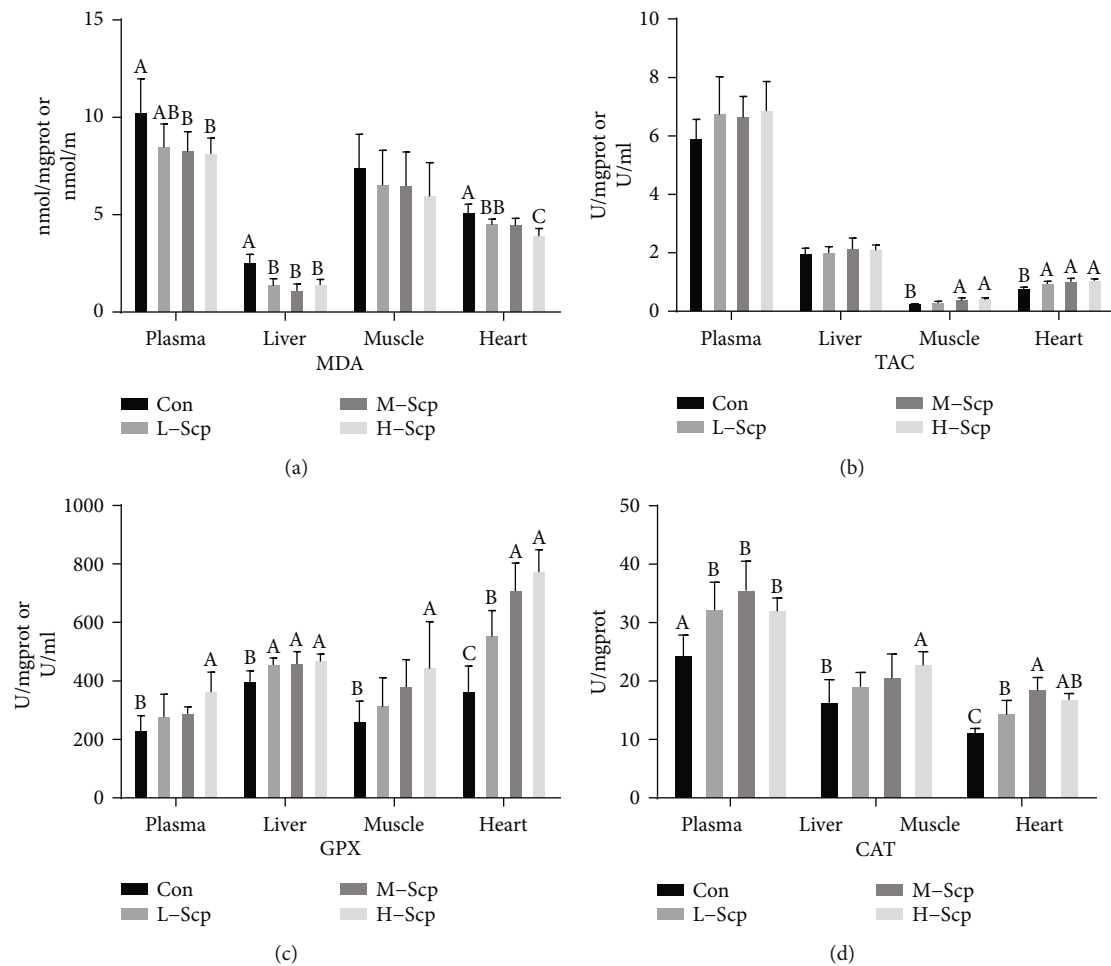 15
10
5
0
nmol/mgprot or
nmol/m
A
AB
B
B
A
B
B
B
A
BB
C
Plasma
Liver
Muscle
Heart
MDA
Con
M–Scp
L–Scp
H–Scp
(a)
10
8
6
4
2
0
U/mgprot or
U/ml
B
A
A
B
A
A
A
Plasma
Liver
Muscle
Heart
TAC
Con
M–Scp
L–Scp
H–Scp
(b)
1000
800
600
400
200
0
U/mgprot or
U/ml
B
A
B
A
A
A
B
A
C
B
A
A
Plasma
Liver
Muscle
Heart
GPX
Con
M–Scp
L–Scp
H–Scp
(c)
50
40
30
20
10
0
U/mgprot
A
B
B
B
B
A
C
B
A
AB
Plasma
Liver
Muscle
Heart
CAT
Con
M–Scp
L–Scp
H–Scp
(d)